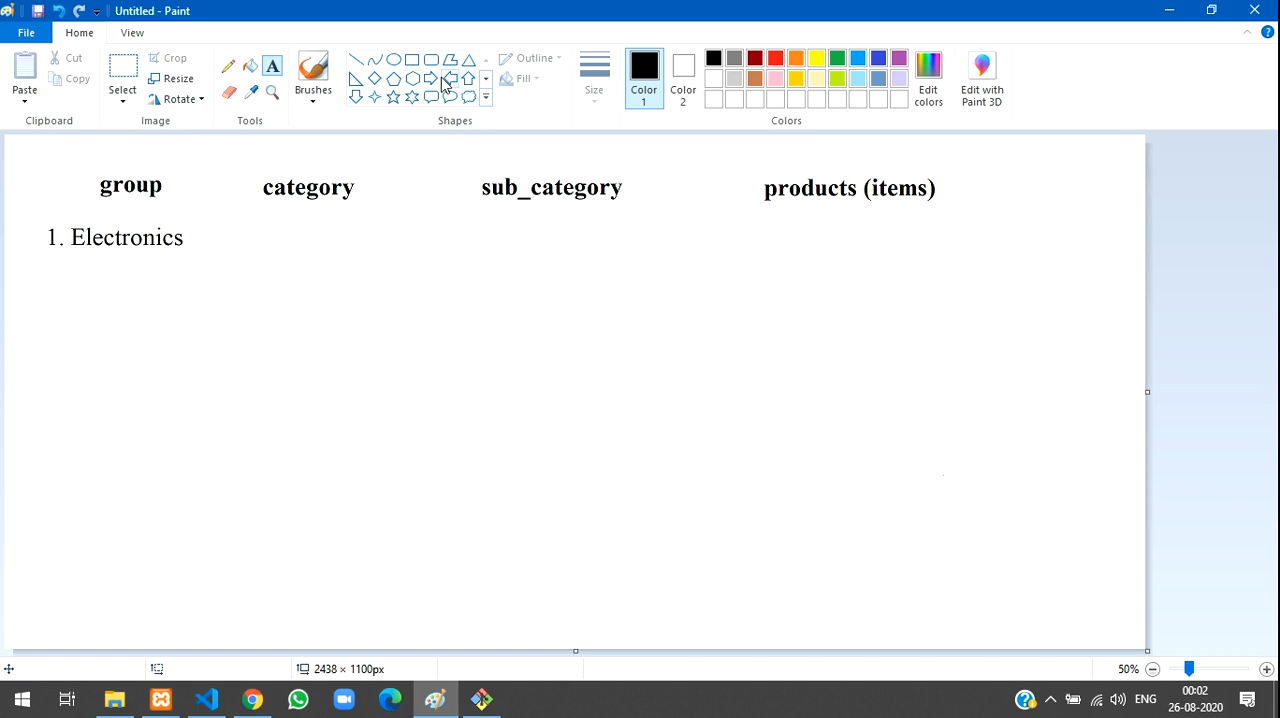 Untitled - Paint
File Home View
Cut
Copy
Paste
Clipboard
Select
Crop
Resize
Rotate
Image
A
Tools
Brushes
Shapes
Outline
Fill
Size
Color 1
Color 2
Edit colors
Colors
Edit with Paint 3D
group category sub_category products (items)
1. Electronics
2438 × 1100px
50%
ENG
00:02
26-08-2020